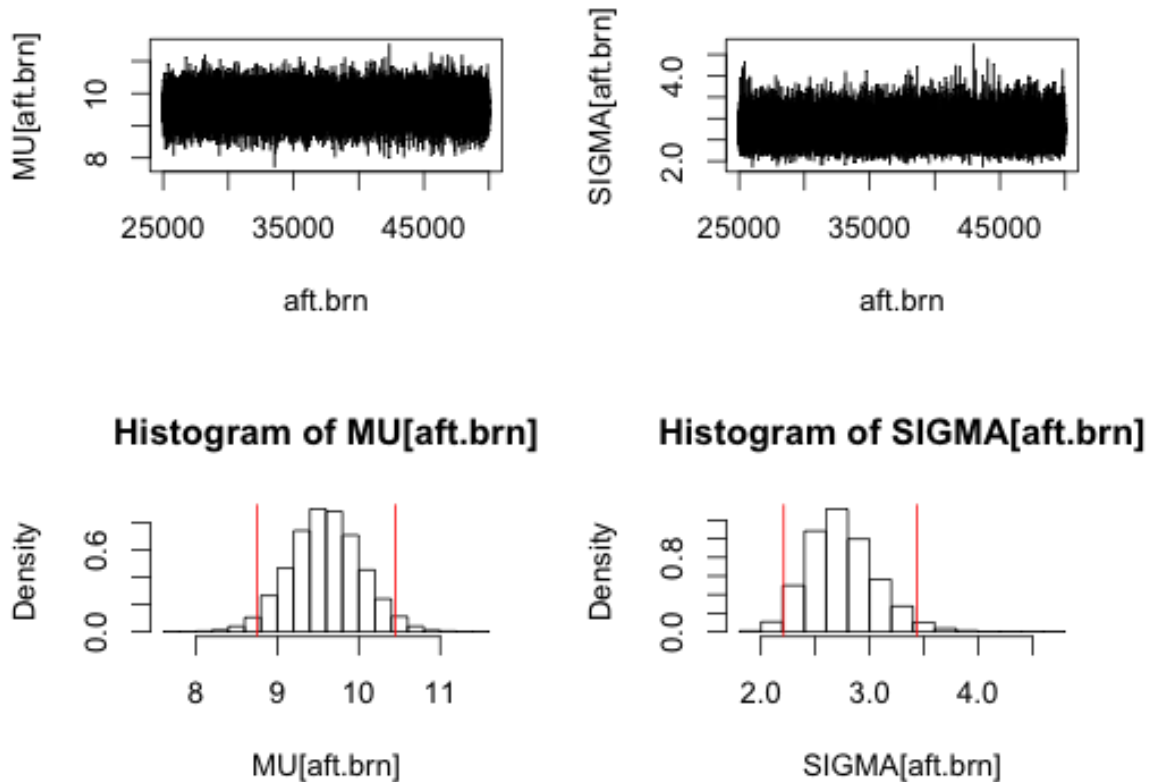 MU[aft.brn]
10
8
25000 35000 45000
aft.brn
SIGMA[aft.brn]
4.0
2.0
25000 35000 45000
aft.brn
Histogram of MU[aft.brn]
Density
0.6
0.0
8 9 10 11
MU[aft.brn]
Histogram of SIGMA[aft.brn]
Density
0.8
0.0
2.0 3.0 4.0
SIGMA[aft.brn]